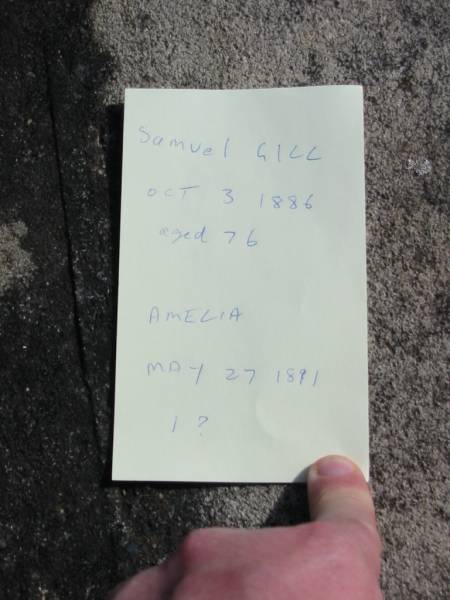 Samuel GILL
OCT 3 1886
aged 76
AMELIA
MAY 27 1891
1 ?